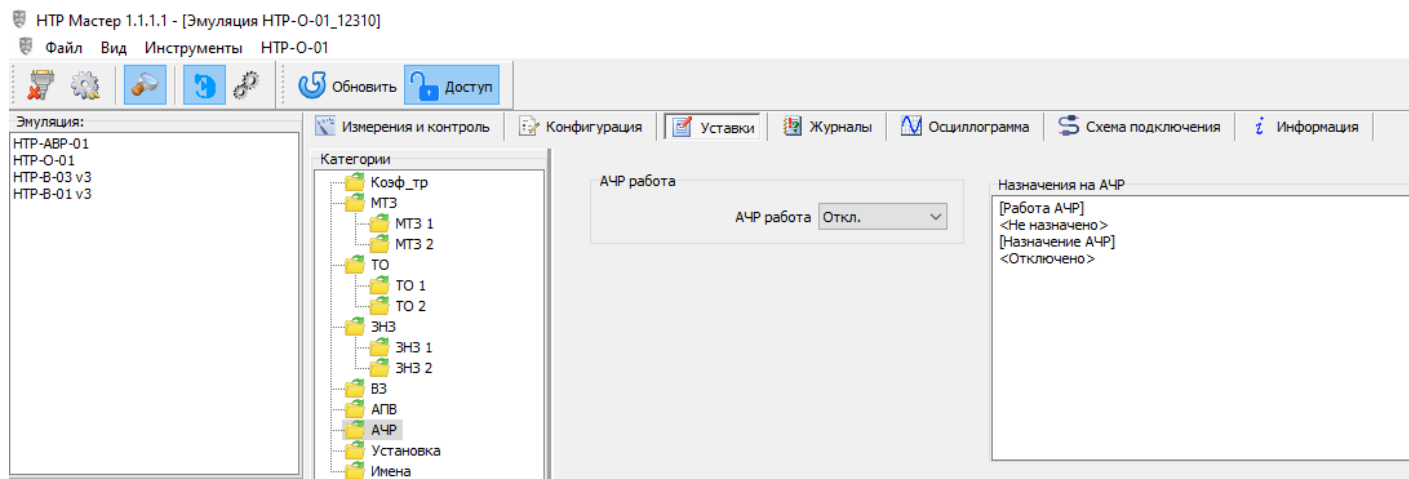 НТР Мастер 1.1.1.1 - [Эмуляция НТР-О-01_12310]
Файл Вид Инструменты НТР-О-01
Обновить Доступ
Эмуляция:
НТР-АВР-01
НТР-О-01
НТР-В-03 v3
НТР-В-01 v3
Измерения и контроль Конфигурация Уставки Журналы Осциллограмма Схема подключения Информация
Категории
Коэф_тр
МТЗ
МТЗ 1
МТЗ 2
ТО
ТО 1
ТО 2
ЗНЗ
ЗНЗ 1
ЗНЗ 2
ВЗ
АПВ
АЧР
Установка
Имена
АЧР работа
АЧР работа Откл.
Назначения на АЧР
[Работа АЧР]
<Не назначено>
[Назначение АЧР]
<Отключено>